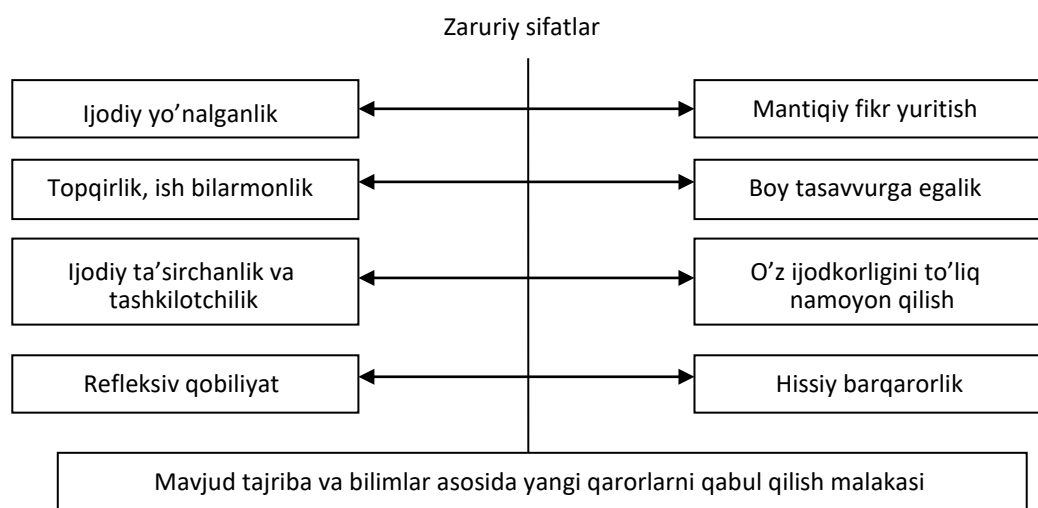 Zaruriy sifatlar
Ijodiy yo’nalganlik
Mantiqiy fikr yuritish
Topqirlik, ish bilarmonlik
Boy tasavvurga egalik
Ijodiy ta’sirchanlik va
tashkilotchilik
O’z ijodkorligini to’liq
namoyon qilish
Refleksiv qobiliyat
Hissiy barqarorlik
Mavjud tajriba va bilimlar asosida yangi qarorlarni qabul qilish malakasi